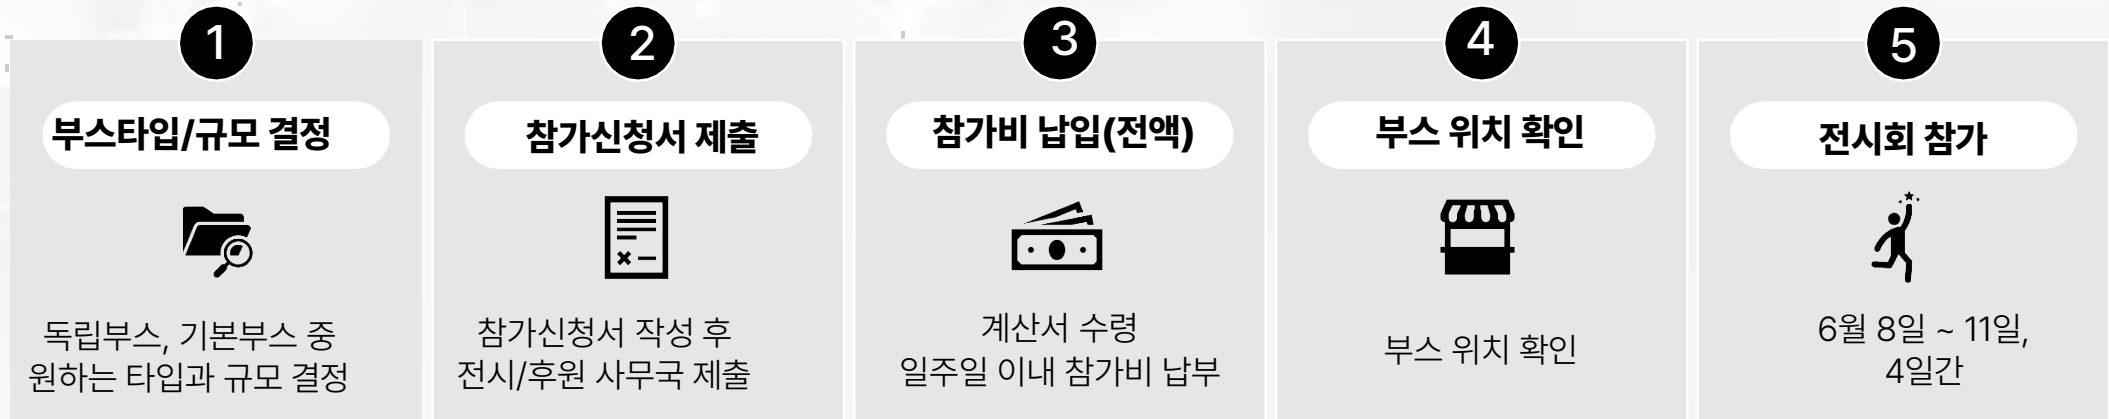 1
부스타입/규모 결정
독립부스, 기본부스 중
원하는 타입과 규모 결정
2
참가신청서 제출
참가신청서 작성 후
전시/후원 사무국 제출
3
참가비 납입(전액)
계산서 수령
일주일 이내 참가비 납부
4
부스 위치 확인
부스 위치 확인
5
전시회 참가
6월 8일 ~ 11일,
4일간